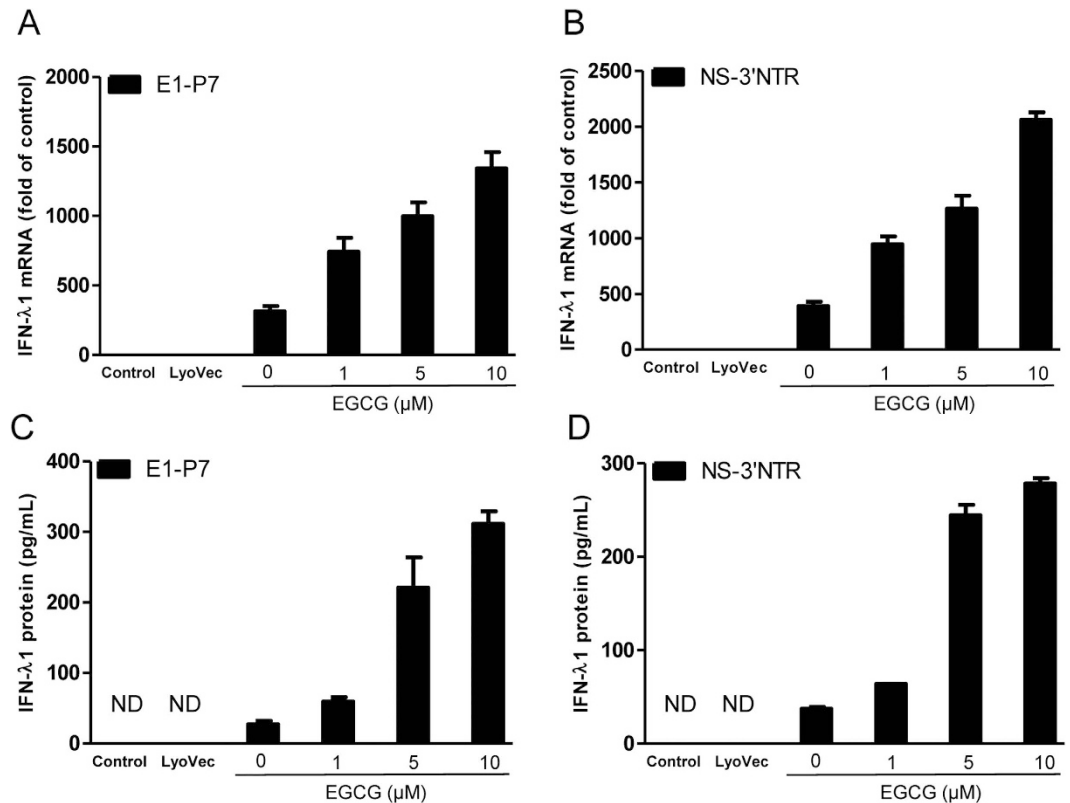 A
E1-P7
2000
1500
1000
500
0
IFN-λ1 mRNA (fold of control)
Control LyoVec 0 1 5 10
EGCG (µM)
B
NS-3'NTR
2500
2000
1500
1000
500
0
IFN-λ1 mRNA (fold of control)
Control LyoVec 0 1 5 10
EGCG (µM)
C
E1-P7
400
300
200
100
0
IFN-λ1 protein (pg/mL)
ND ND
Control LyoVec 0 1 5 10
EGCG (µM)
D
NS-3'NTR
300
200
100
0
IFN-λ1 protein (pg/mL)
ND ND
Control LyoVec 0 1 5 10
EGCG (µM)